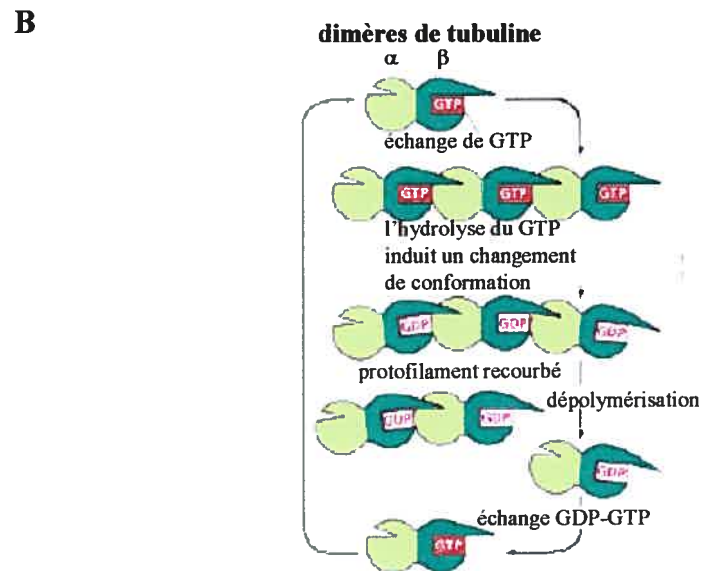 B
dimères de tubuline
α β
GTP
échange de GTP
GTP GTP GTP
l'hydrolyse du GTP
induit un changement
de conformation
GDP GDP GDP
protofilament recourbé
dépolymérisation
GDP GDP
GDP
échange GDP-GTP
GTP